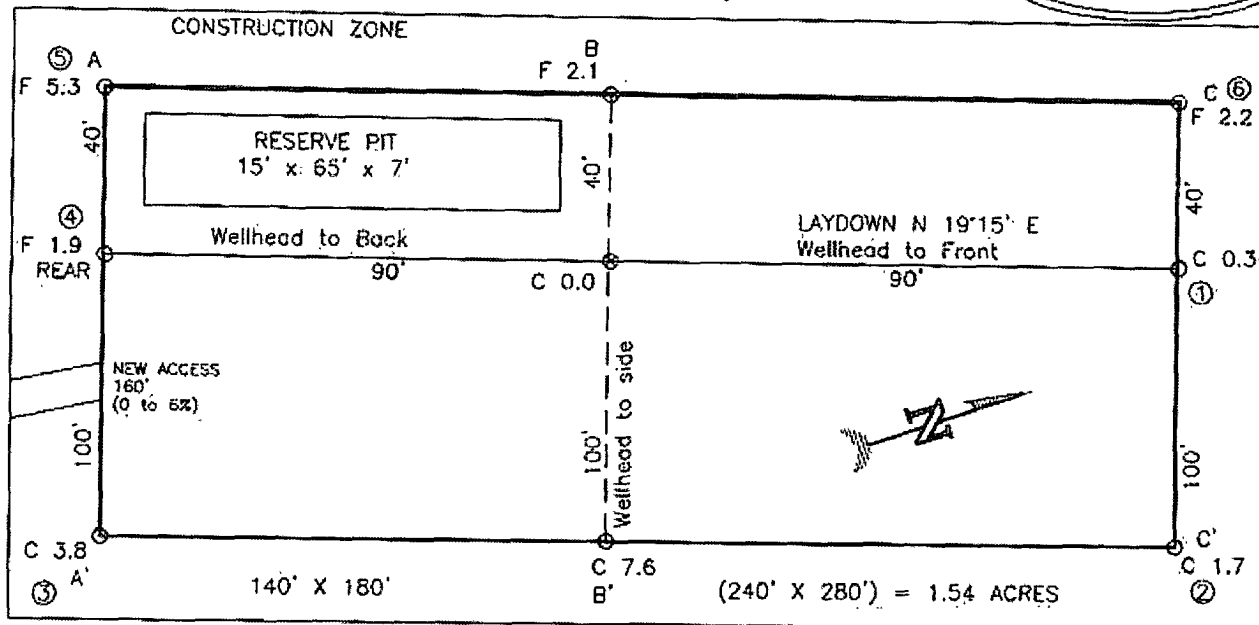 CONSTRUCTION ZONE
⑤ A
F 5.3
B
F 2.1
C ⑥
F 2.2
40'
RESERVE PIT
15' x 65' x 7'
40'
40'
④
F 1.9
REAR
Wellhead to Back
90'
C 0.0
LAYDOWN N 19°15' E
Wellhead to Front
90'
C 0.3
①
NEW ACCESS
160'
(0 to 6%)
100'
100'
Wellhead to side
N
100'
C 3.8
A'
③
140' X 180'
C 7.6
B'
(240' X 280') = 1.54 ACRES
C'
C 1.7
②